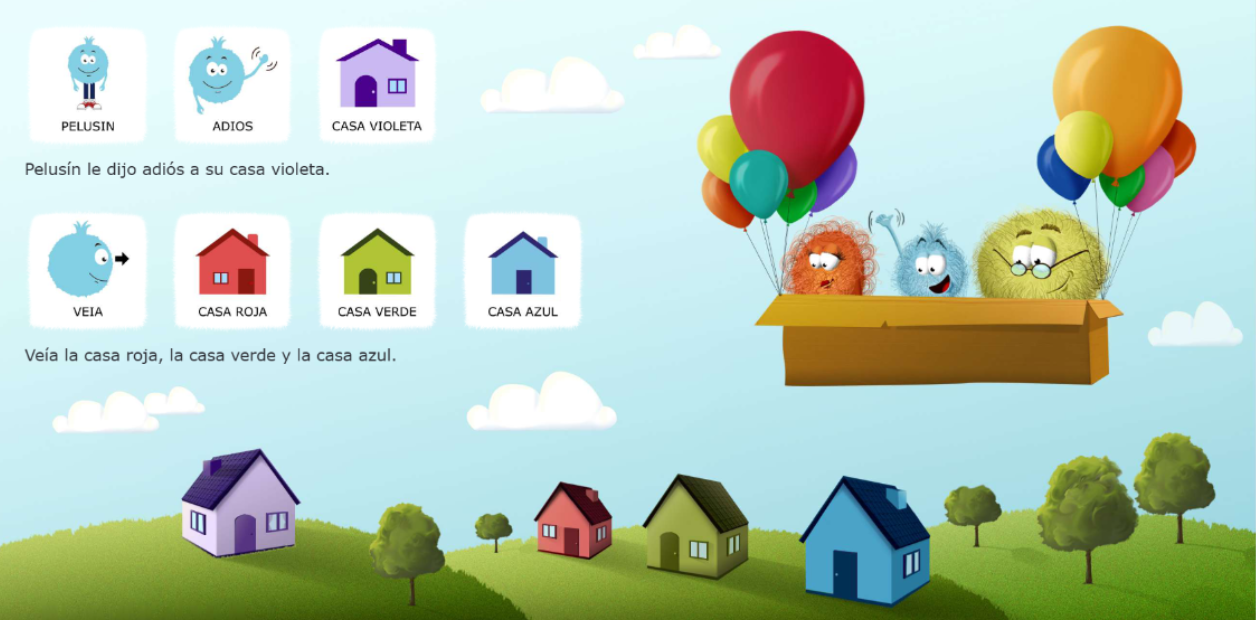 PELUSIN ADIOS CASA VIOLETA
Pelusín le dijo adiós a su casa violeta.
VEIA CASA ROJA CASA VERDE CASA AZUL
Veía la casa roja, la casa verde y la casa azul.